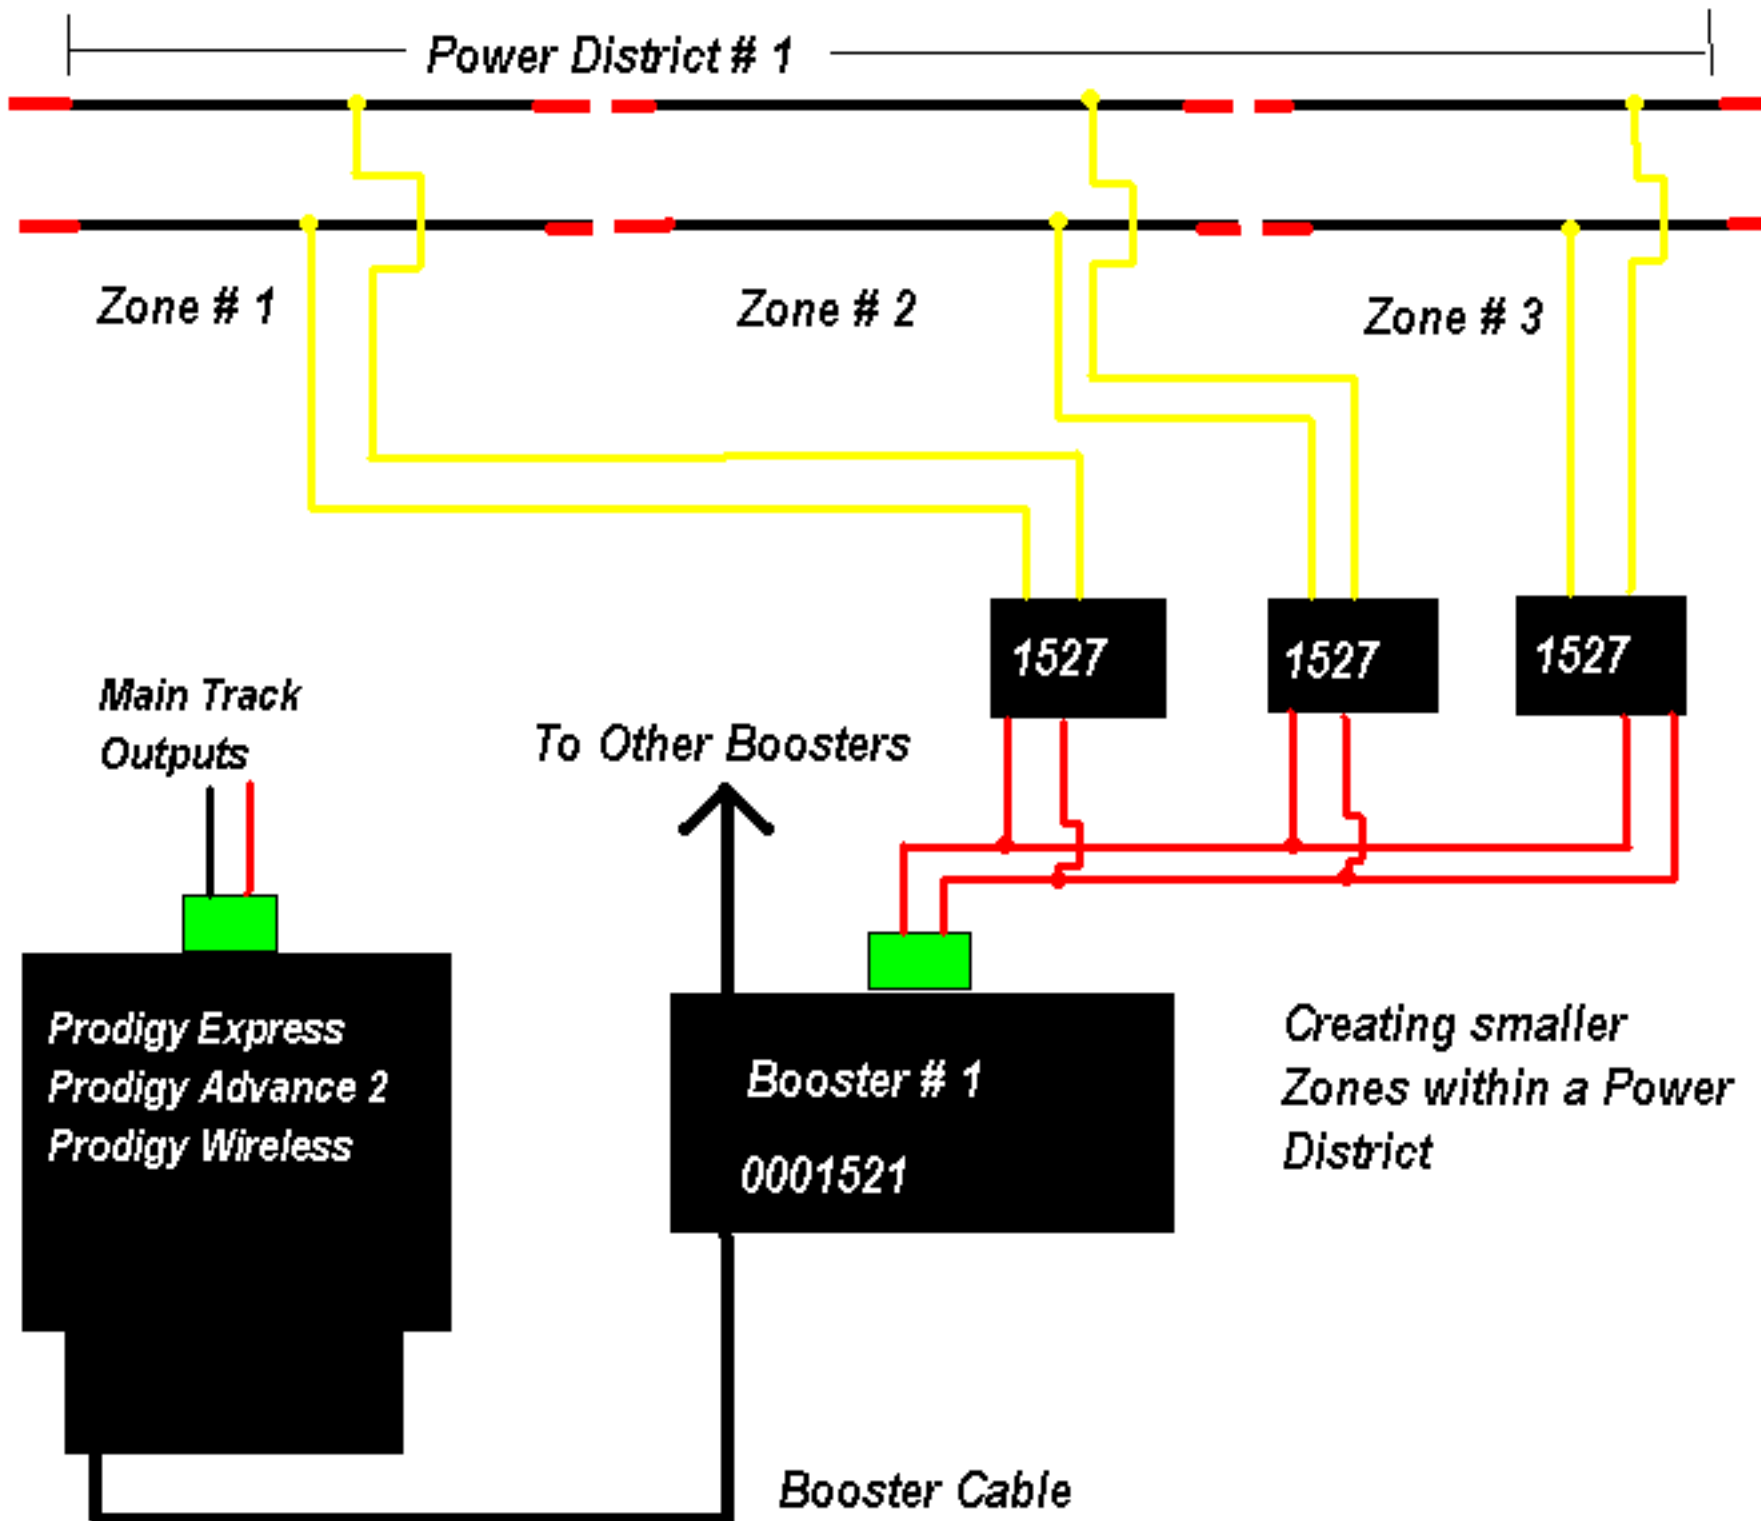 Power District # 1
Zone # 1
Zone # 2
Zone # 3
1527
1527
1527
Main Track
Outputs
To Other Boosters
Prodigy Express
Prodigy Advance 2
Prodigy Wireless
Booster # 1
0001521
Creating smaller
Zones within a Power
District
Booster Cable